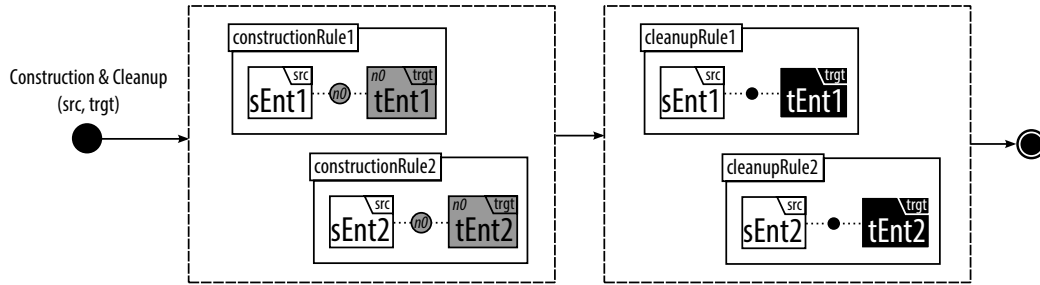 Construction & Cleanup
(src, trgt)
constructionRule1
src
sEnt1
n0
n0
trgt
tEnt1
constructionRule2
src
sEnt2
n0
n0
trgt
tEnt2
cleanupRule1
src
sEnt1
trgt
tEnt1
cleanupRule2
src
sEnt2
trgt
tEnt2